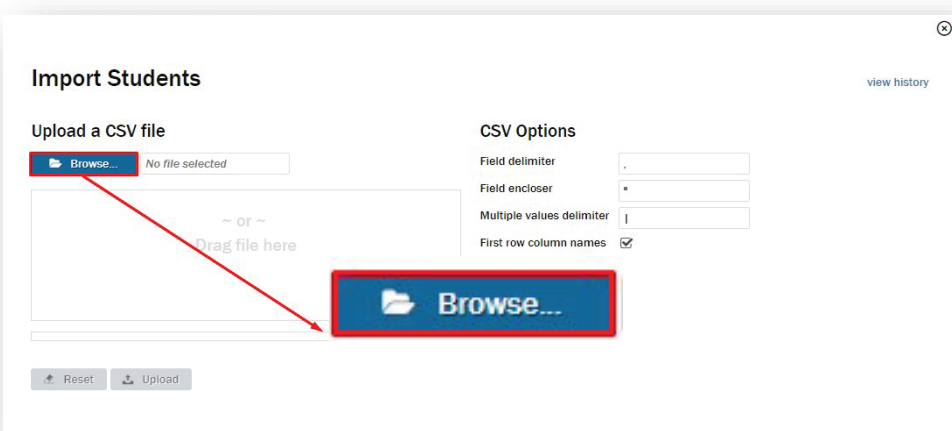 Import Students
view history
Upload a CSV file
Browse...
No file selected
~ or ~
Drag file here
Reset
Upload
CSV Options
Field delimiter
,
Field encloser
"
Multiple values delimiter
|
First row column names
Browse...